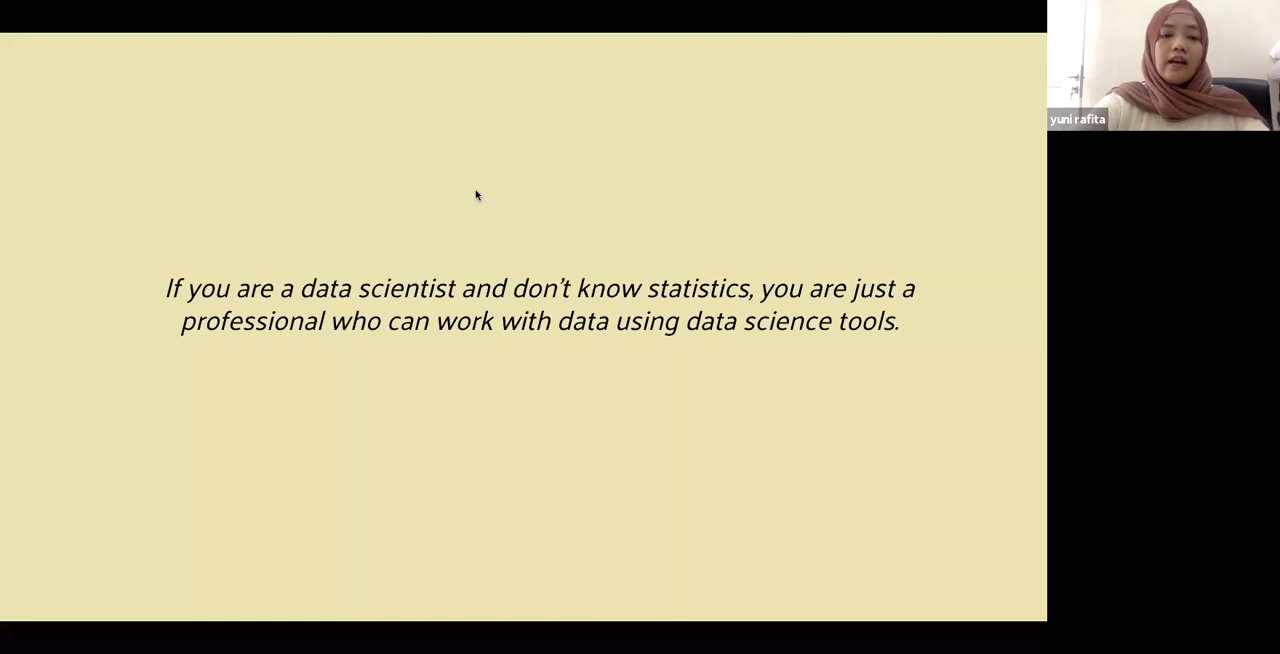 If you are a data scientist and don't know statistics, you are just a
professional who can work with data using data science tools.
yuni rafita